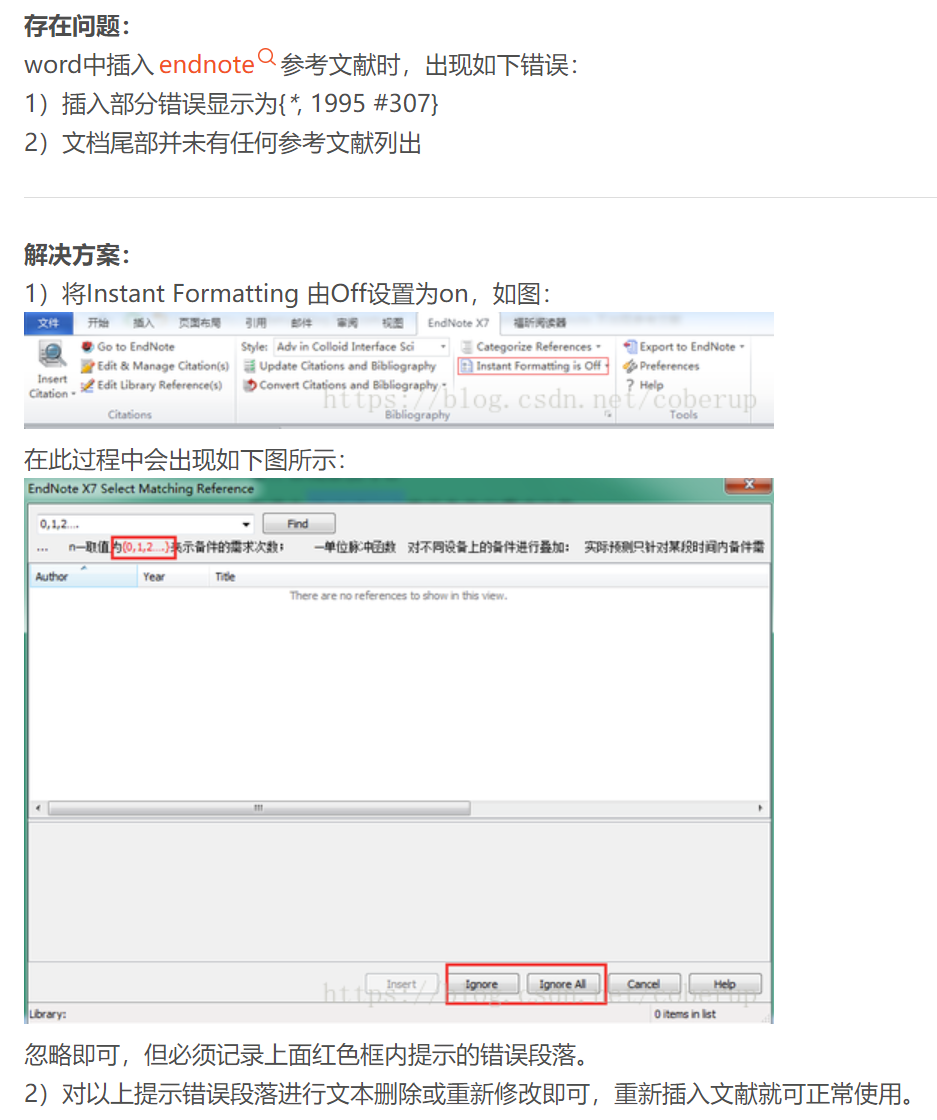 存在问题：
word中插入 endnote 参考文献时，出现如下错误：
1）插入部分错误显示为{*, 1995 #307}
2）文档尾部并未有任何参考文献列出
解决方案：
1）将Instant Formatting 由Off设置为on，如图：
文件 开始 插入 页面布局 引用 邮件 审阅 视图 EndNote X7 福昕阅读器
Go to EndNote Style: Adv in Colloid Interface Sci Categorize References Export to EndNote
Edit & Manage Citation(s) Update Citations and Bibliography Instant Formatting is Off Preferences
Insert Citation Edit Library Reference(s) Convert Citations and Bibliography Help
https://blog.csdn.net/coberup
Citations Bibliography Tools
在此过程中会出现如下图所示：
EndNote X7 Select Matching Reference
0,1,2... Find
... n—取值为{0,1,2...}来示备件的需求次数； —单位脉冲函数 对不同设备上的备件进行叠加： 实际预测只针对某段时间内备件需
Author Year Title
There are no references to show in this view.
Insert Ignore Ignore All Cancel Help
https://blog.csdn.net/coberup
Library: 0 items in list
忽略即可，但必须记录上面红色框内提示的错误段落。
2）对以上提示错误段落进行文本删除或重新修改即可，重新插入文献就可正常使用。